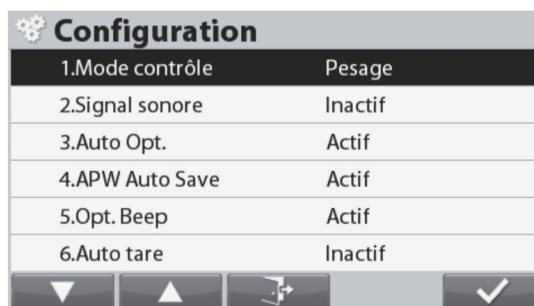 Configuration
1.Mode contrôle Pesage
2.Signal sonore Inactif
3.Auto Opt. Actif
4.APW Auto Save Actif
5.Opt. Beep Actif
6.Auto tare Inactif